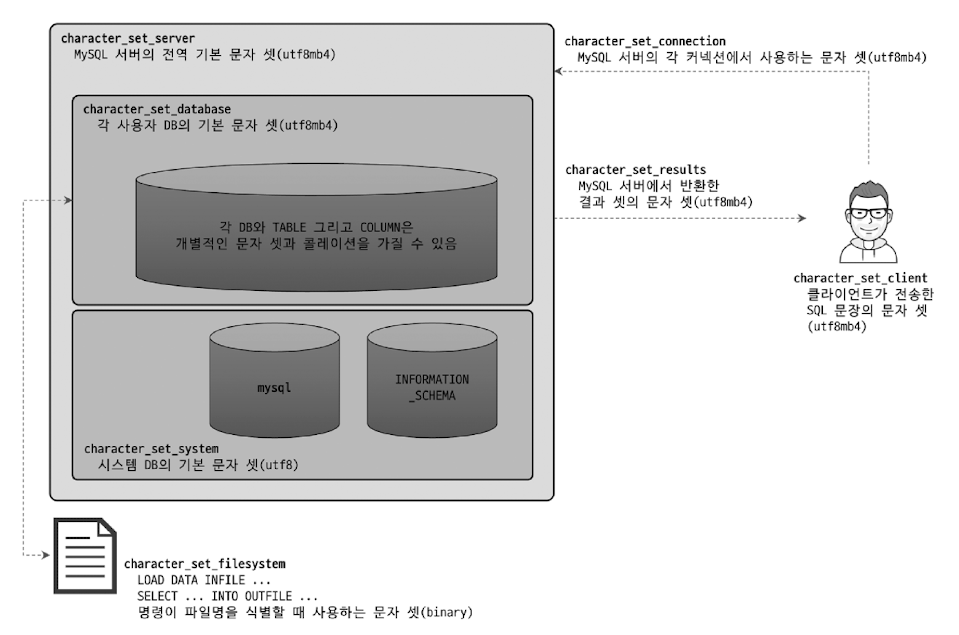 character_set_server
MySQL 서버의 전역 기본 문자 셋(utf8mb4)
character_set_database
각 사용자 DB의 기본 문자 셋(utf8mb4)
각 DB와 TABLE 그리고 COLUMN은
개별적인 문자 셋과 콜레이션을 가질 수 있음
mysql
INFORMATION
_SCHEMA
character_set_system
시스템 DB의 기본 문자 셋(utf8)
character_set_connection
MySQL 서버의 각 커넥션에서 사용하는 문자 셋(utf8mb4)
character_set_results
MySQL 서버에서 반환한
결과 셋의 문자 셋(utf8mb4)
character_set_client
클라이언트가 전송한
SQL 문장의 문자 셋
(utf8mb4)
character_set_filesystem
LOAD DATA INFILE ...
SELECT ... INTO OUTFILE ...
명령이 파일명을 식별할 때 사용하는 문자 셋(binary)